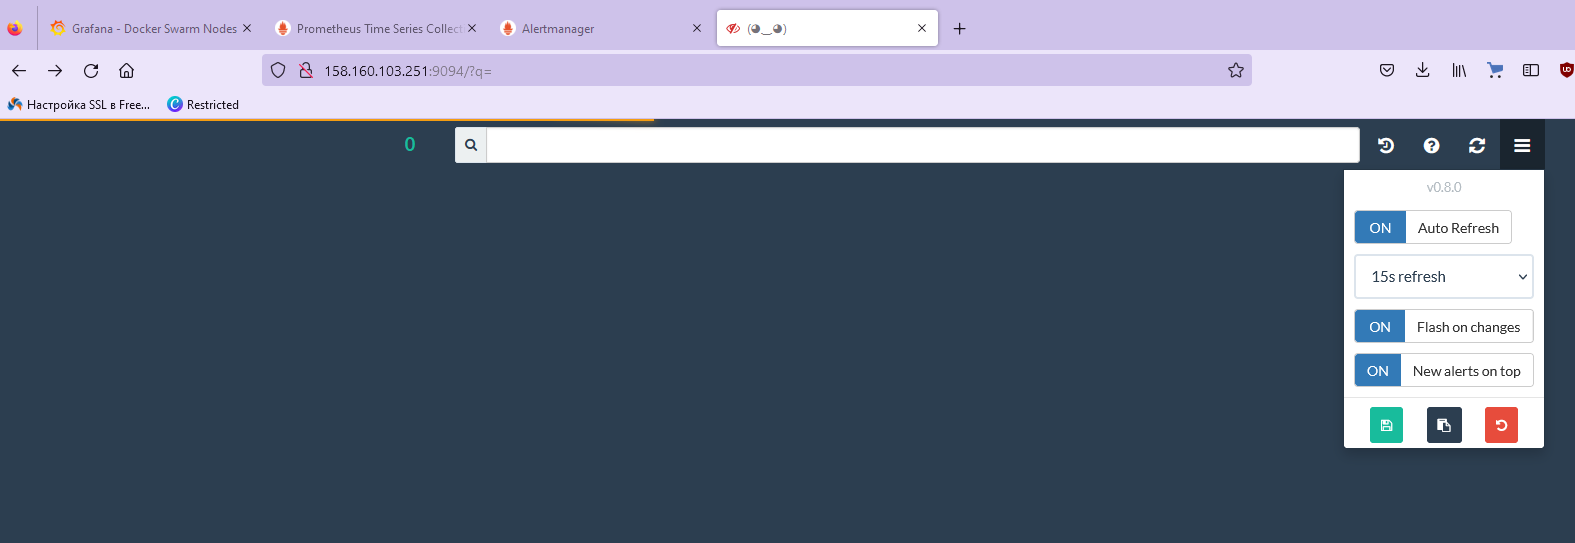 Grafana - Docker Swarm Nodes
Prometheus Time Series Collect
Alertmanager
(◕‿◕)
158.160.103.251:9094/?q=
Настройка SSL в Free...
Restricted
0
v0.8.0
ON Auto Refresh
15s refresh
ON Flash on changes
ON New alerts on top